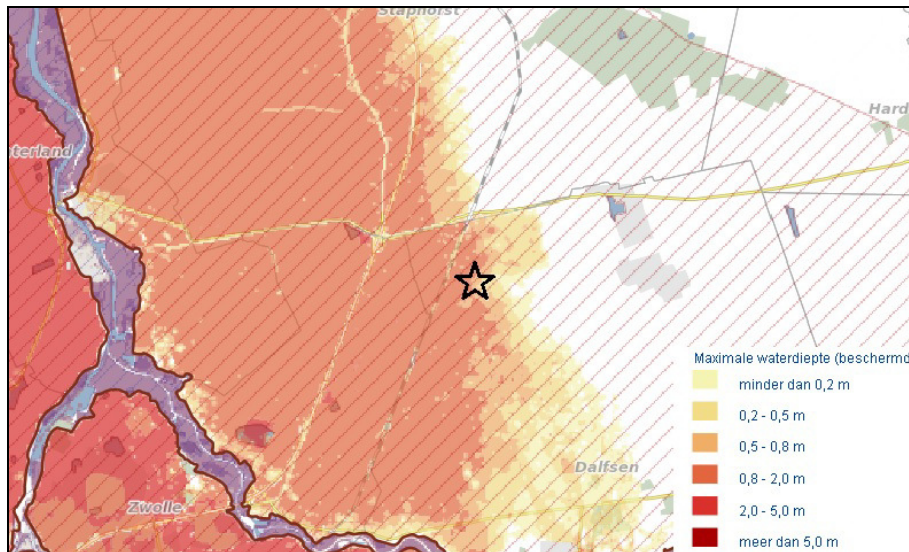 Staphorst
Hard
terland
Maximale waterdiepte (beschermd
minder dan 0,2 m
0,2 - 0,5 m
0,5 - 0,8 m
0,8 - 2,0 m
2,0 - 5,0 m
meer dan 5,0 m
Dalfsen
Zwolle